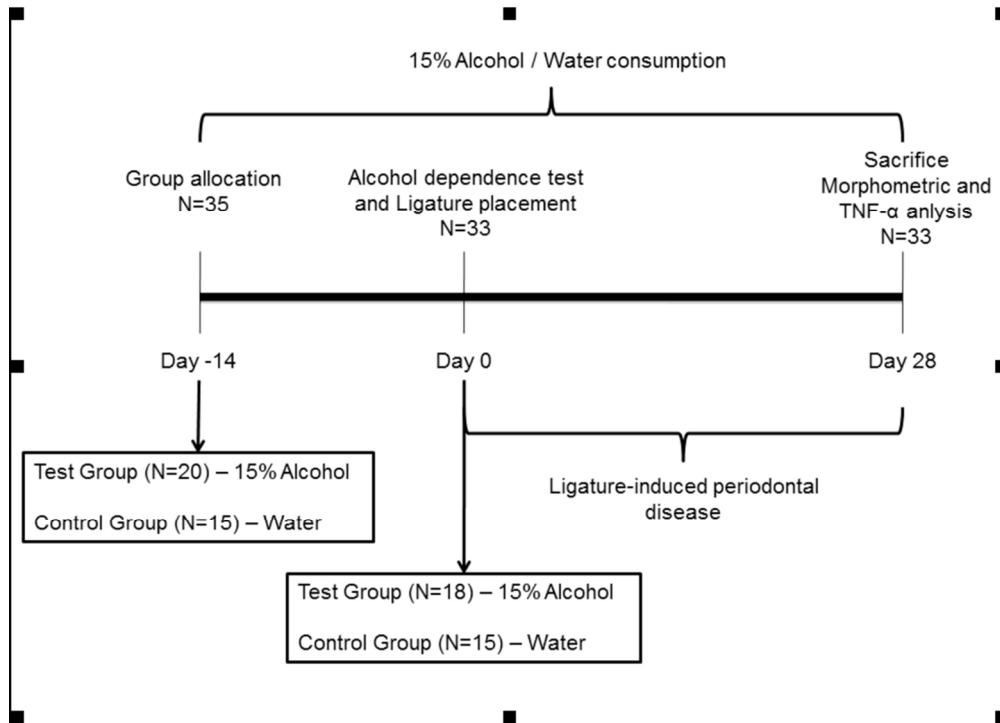 15% Alcohol / Water consumption
Group allocation
N=35
Alcohol dependence test
and Ligature placement
N=33
Sacrifice
Morphometric and
TNF-α anlysis
N=33
Day -14
Day 0
Day 28
Test Group (N=20) – 15% Alcohol
Control Group (N=15) – Water
Ligature-induced periodontal
disease
Test Group (N=18) – 15% Alcohol
Control Group (N=15) – Water